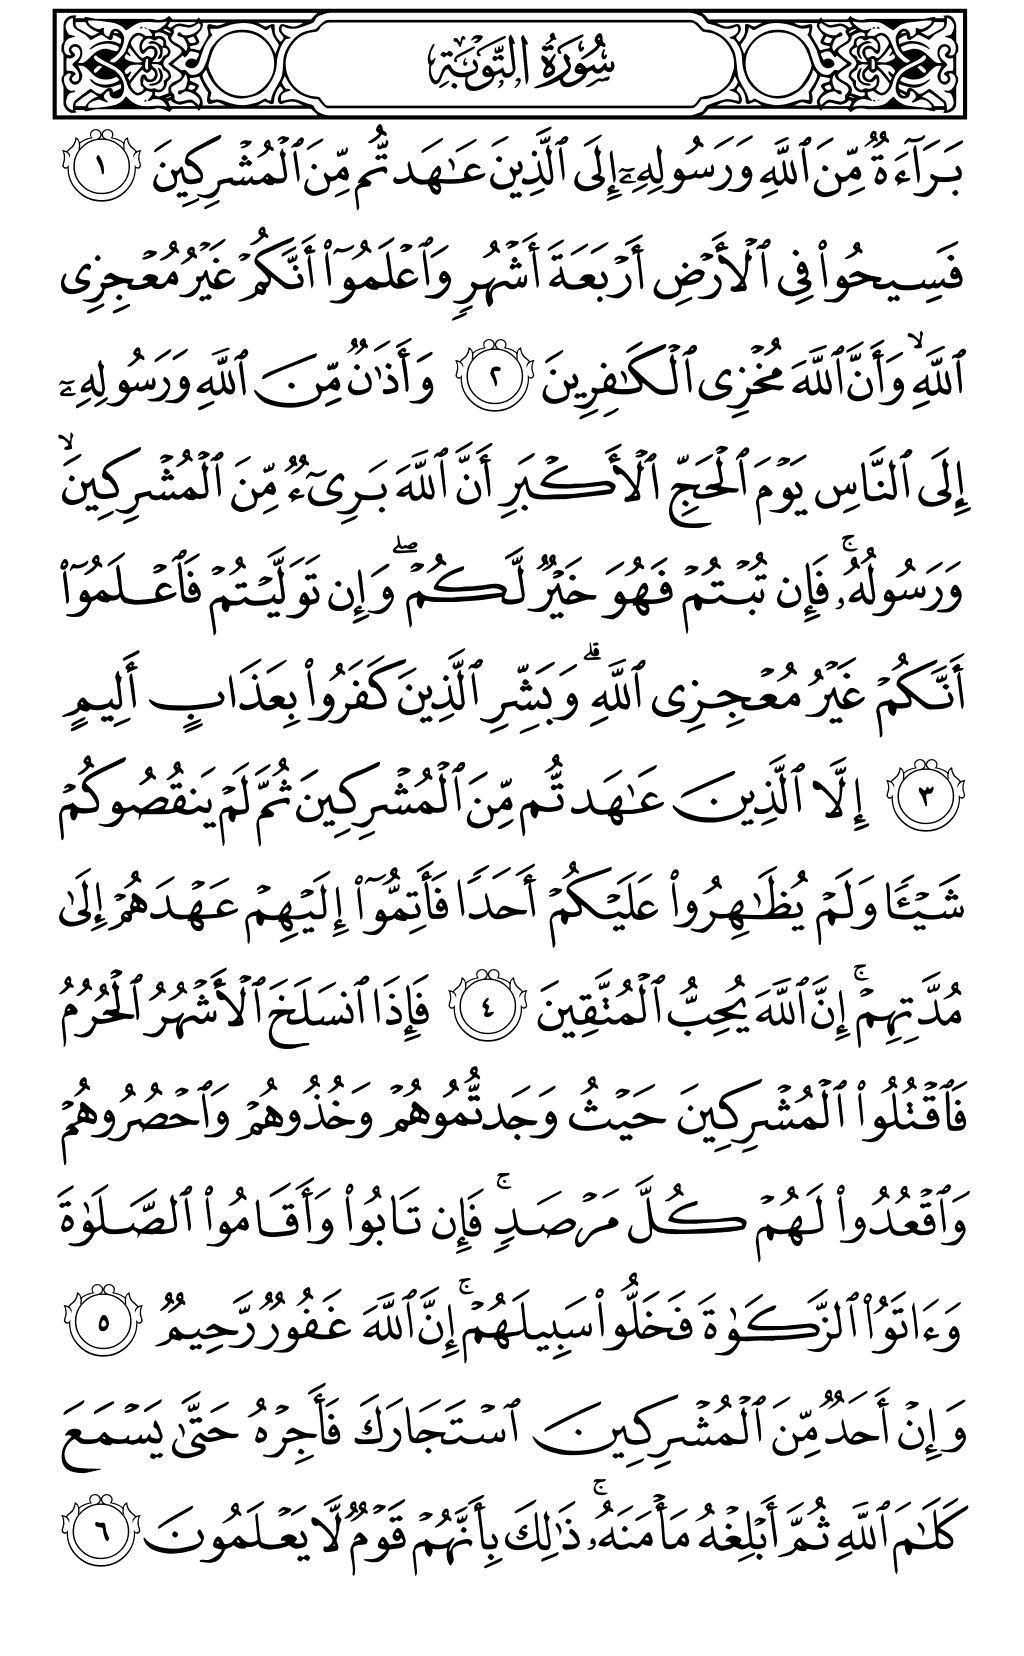 سُورَةُ التَّوۡبَةِ
بَرَآءَةٌ مِّنَ ٱللَّهِ وَرَسُولِهِۦٓ إِلَى ٱلَّذِينَ عَـٰهَدتُّم مِّنَ ٱلۡمُشۡرِكِينَ ١
فَسِيحُواْ فِى ٱلۡأَرۡضِ أَرۡبَعَةَ أَشۡهُرٍ وَٱعۡلَمُوٓاْ أَنَّكُمۡ غَيۡرُ مُعۡجِزِى
ٱللَّهِۙ وَأَنَّ ٱللَّهَ مُخۡزِى ٱلۡكَـٰفِرِينَ ٢ وَأَذَٰنٌ مِّنَ ٱللَّهِ وَرَسُولِهِۦٓ
إِلَى ٱلنَّاسِ يَوۡمَ ٱلۡحَجِّ ٱلۡأَكۡبَرِ أَنَّ ٱللَّهَ بَرِىٓءٌ مِّنَ ٱلۡمُشۡرِكِينَۙ
وَرَسُولُهُۥۚ فَإِن تُبۡتُمۡ فَهُوَ خَيۡرٌ لَّكُمۡۖ وَإِن تَوَلَّيۡتُمۡ فَٱعۡلَمُوٓاْ
أَنَّكُمۡ غَيۡرُ مُعۡجِزِى ٱللَّهِۗ وَبَشِّرِ ٱلَّذِينَ كَفَرُواْ بِعَذَابٍ أَلِيمٍ
٣ إِلَّا ٱلَّذِينَ عَـٰهَدتُّم مِّنَ ٱلۡمُشۡرِكِينَ ثُمَّ لَمۡ يَنقُصُوكُمۡ
شَيۡـًٔا وَلَمۡ يُظَـٰهِرُواْ عَلَيۡكُمۡ أَحَدًا فَأَتِمُّوٓاْ إِلَيۡهِمۡ عَهۡدَهُمۡ إِلَىٰ
مُدَّتِهِمۡۚ إِنَّ ٱللَّهَ يُحِبُّ ٱلۡمُتَّقِينَ ٤ فَإِذَا ٱنسَلَخَ ٱلۡأَشۡهُرُ ٱلۡحُرُمُ
فَٱقۡتُلُواْ ٱلۡمُشۡرِكِينَ حَيۡثُ وَجَدتُّمُوهُمۡ وَخُذُوهُمۡ وَٱحۡصُرُوهُمۡ
وَٱقۡعُدُواْ لَهُمۡ كُلَّ مَرۡصَدٍۚ فَإِن تَابُواْ وَأَقَامُواْ ٱلصَّلَوٰةَ
وَءَاتَوُاْ ٱلزَّكَوٰةَ فَخَلُّواْ سَبِيلَهُمۡۚ إِنَّ ٱللَّهَ غَفُورٌ رَّحِيمٌ ٥
وَإِنۡ أَحَدٌ مِّنَ ٱلۡمُشۡرِكِينَ ٱسۡتَجَارَكَ فَأَجِرۡهُ حَتَّىٰ يَسۡمَعَ
كَلَـٰمَ ٱللَّهِ ثُمَّ أَبۡلِغۡهُ مَأۡمَنَهُۥۚ ذَٰلِكَ بِأَنَّهُمۡ قَوۡمٌ لَّا يَعۡلَمُونَ ٦